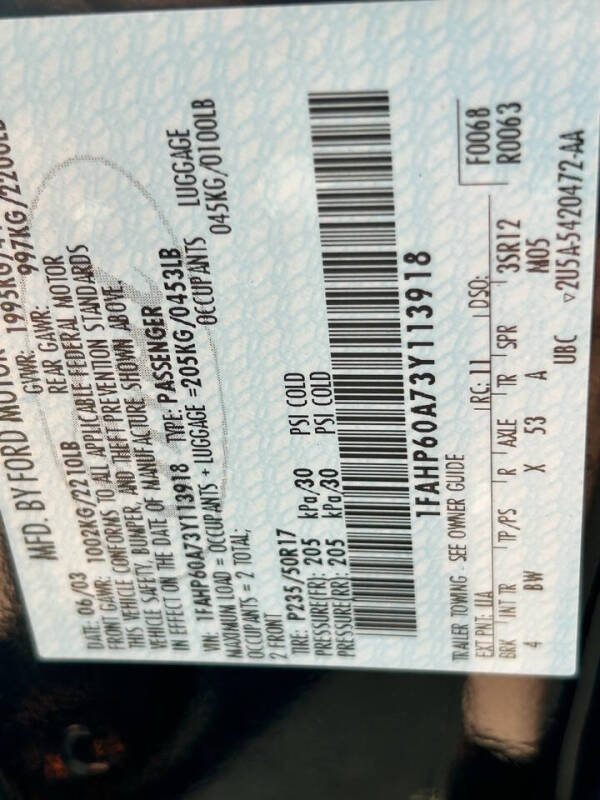 MFD. BY FORD MOTOR
DATE: 06/03 GVWR: 1995KG/
FRONT GAWR: 1002KG/2210LB REAR GAWR: 997KG/2200LB
THIS VEHICLE CONFORMS TO ALL APPLICABLE FEDERAL MOTOR
VEHICLE SAFETY, BUMPER, AND THEFT PREVENTION STANDARDS
IN EFFECT ON THE DATE OF MANUFACTURE SHOWN ABOVE.
VIN: 1FAHP60A73Y113918 TYPE: PASSENGER
MAXIMUM LOAD = OCCUPANTS + LUGGAGE = 205KG/0453LB
OCCUPANTS = 2 TOTAL; OCCUPANTS LUGGAGE
2 FRONT 045KG/0100LB
TIRE: P235/50R17
PRESSURE(FR): 205 kPa/30 PSI COLD
PRESSURE(RR): 205 kPa/30 PSI COLD
1FAHP60A73Y113918
TRAILER TOWING - SEE OWNER GUIDE F0068
EXT PNT: UA RC: 11 DSO: R0063
BRK INT TR TP/PS R AXLE TR SPR
4 BW X 53 A 3SR12
M05
UBC ▽2U5A-5420472-AA